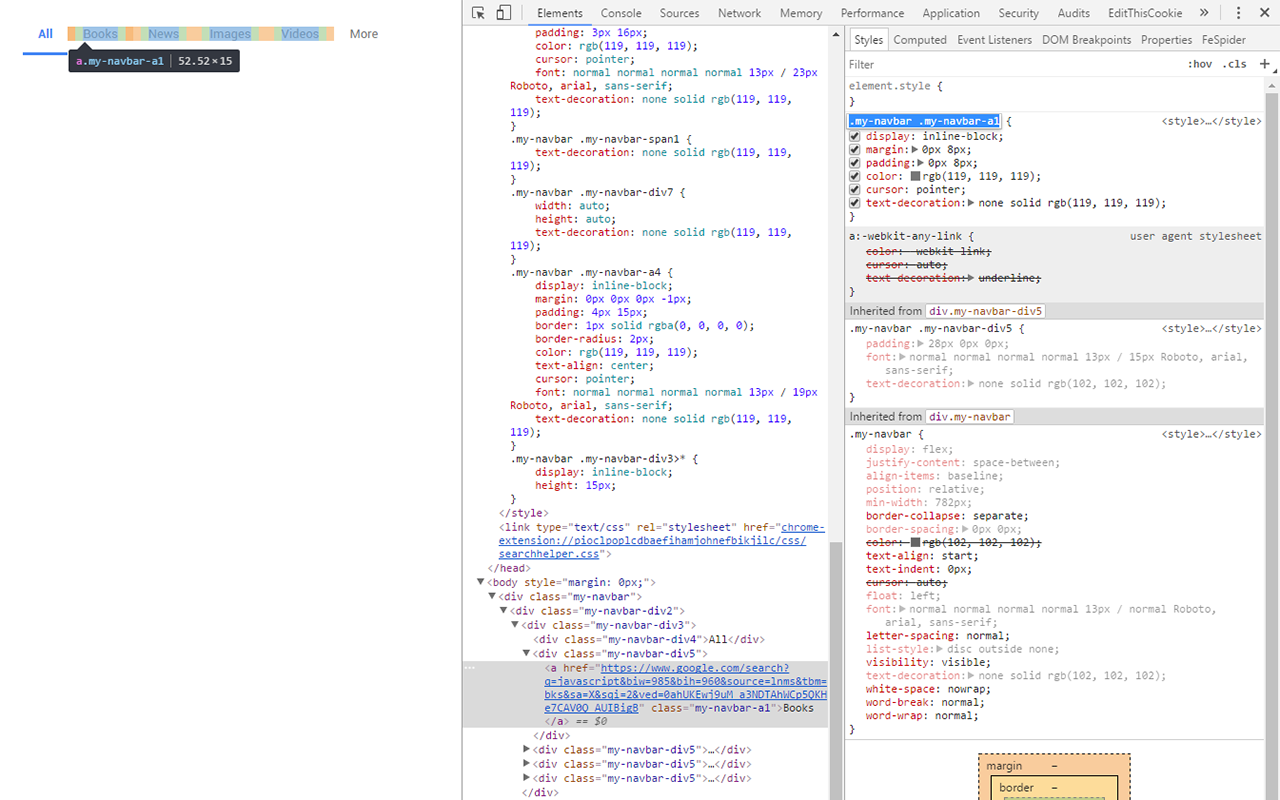 All Books News Images Videos More
a.my-navbar-a1 52.52×15
Elements Console Sources Network Memory Performance Application Security Audits EditThisCookie »
padding: 3px 16px;
color: rgb(119, 119, 119);
cursor: pointer;
font: normal normal normal normal 13px / 23px
Roboto, arial, sans-serif;
text-decoration: none solid rgb(119, 119,
119);
}
.my-navbar .my-navbar-span1 {
text-decoration: none solid rgb(119, 119,
119);
}
.my-navbar .my-navbar-div7 {
width: auto;
height: auto;
text-decoration: none solid rgb(119, 119,
119);
}
.my-navbar .my-navbar-a4 {
display: inline-block;
margin: 0px 0px 0px -1px;
padding: 4px 15px;
border: 1px solid rgba(0, 0, 0, 0);
border-radius: 2px;
color: rgb(119, 119, 119);
text-align: center;
cursor: pointer;
font: normal normal normal normal 13px / 19px
Roboto, arial, sans-serif;
text-decoration: none solid rgb(119, 119,
119);
}
.my-navbar .my-navbar-div3>* {
display: inline-block;
height: 15px;
}
</style>
<link type="text/css" rel="stylesheet" href="chrome-
extension://pioclpoplcdbaefihamjohnefbikjilc/css/
searchhelper.css">
</head>
▼<body style="margin: 0px;">
▼<div class="my-navbar">
▼<div class="my-navbar-div2">
▼<div class="my-navbar-div3">
<div class="my-navbar-div4">All</div>
▼<div class="my-navbar-div5">
… <a href="https://www.google.com/search?
q=javascript&biw=985&bih=960&source=lnms&tbm=
bks&sa=X&sqi=2&ved=0ahUKEwj9uM_a3NDTAhWCp5QKH
e7CAV0Q_AUIBigB" class="my-navbar-a1">Books
</a> == $0
</div>
▶<div class="my-navbar-div5">…</div>
▶<div class="my-navbar-div5">…</div>
▶<div class="my-navbar-div5">…</div>
</div>
Styles Computed Event Listeners DOM Breakpoints Properties FeSpider
Filter :hov .cls +
element.style {
}
.my-navbar .my-navbar-a1 { <style>…</style>
display: inline-block;
margin:▶0px 8px;
padding:▶0px 8px;
color: rgb(119, 119, 119);
cursor: pointer;
text-decoration:▶none solid rgb(119, 119, 119);
}
a:-webkit-any-link { user agent stylesheet
color: -webkit-link;
cursor: auto;
text-decoration:▶underline;
}
Inherited from div.my-navbar-div5
.my-navbar .my-navbar-div5 { <style>…</style>
padding:▶28px 0px 0px;
font:▶normal normal normal normal 13px / 15px Roboto, arial,
sans-serif;
text-decoration:▶none solid rgb(102, 102, 102);
}
Inherited from div.my-navbar
.my-navbar { <style>…</style>
display: flex;
justify-content: space-between;
align-items: baseline;
position: relative;
min-width: 782px;
border-collapse: separate;
border-spacing:▶0px 0px;
color: rgb(102, 102, 102);
text-align: start;
text-indent: 0px;
cursor: auto;
float: left;
font:▶normal normal normal normal 13px / normal Roboto,
arial, sans-serif;
letter-spacing: normal;
list-style:▶disc outside none;
visibility: visible;
text-decoration:▶none solid rgb(102, 102, 102);
white-space: nowrap;
word-break: normal;
word-wrap: normal;
}
margin –
border –